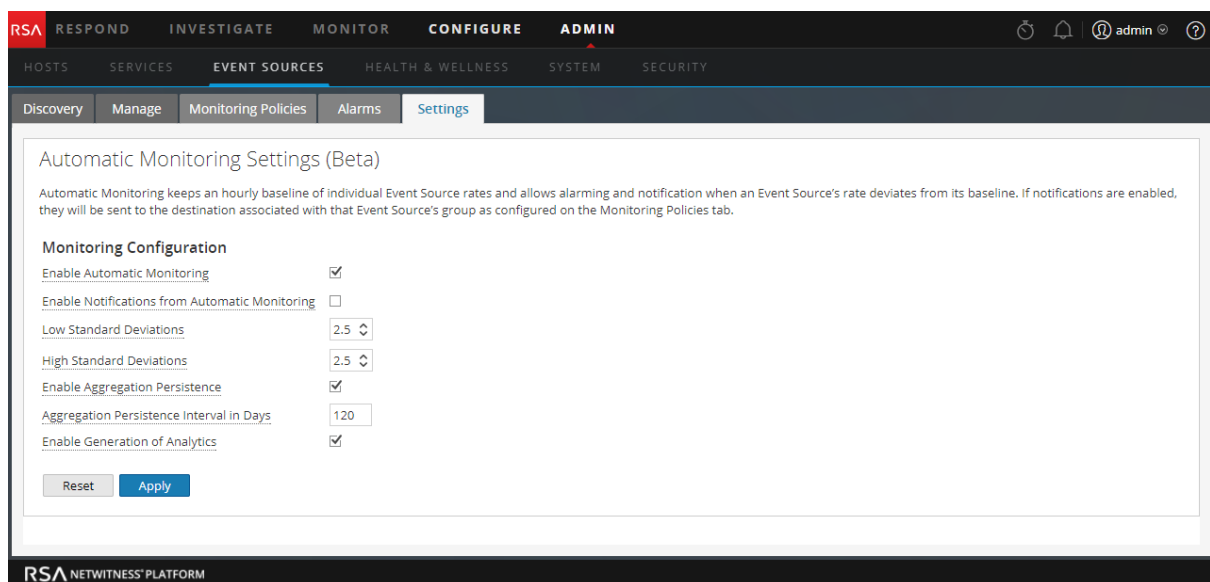 RSA RESPOND INVESTIGATE MONITOR CONFIGURE ADMIN admin ?
HOSTS SERVICES EVENT SOURCES HEALTH & WELLNESS SYSTEM SECURITY
Discovery Manage Monitoring Policies Alarms Settings
Automatic Monitoring Settings (Beta)
Automatic Monitoring keeps an hourly baseline of individual Event Source rates and allows alarming and notification when an Event Source's rate deviates from its baseline. If notifications are enabled,
they will be sent to the destination associated with that Event Source's group as configured on the Monitoring Policies tab.
Monitoring Configuration
Enable Automatic Monitoring
Enable Notifications from Automatic Monitoring
Low Standard Deviations 2.5
High Standard Deviations 2.5
Enable Aggregation Persistence
Aggregation Persistence Interval in Days 120
Enable Generation of Analytics
Reset Apply
RSA NETWITNESS® PLATFORM